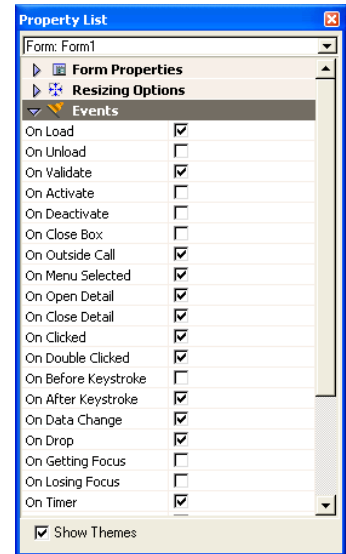 Property List
Form: Form1
Form Properties
Resizing Options
Events
On Load
On Unload
On Validate
On Activate
On Deactivate
On Close Box
On Outside Call
On Menu Selected
On Open Detail
On Close Detail
On Clicked
On Double Clicked
On Before Keystroke
On After Keystroke
On Data Change
On Drop
On Getting Focus
On Losing Focus
On Timer
Show Themes